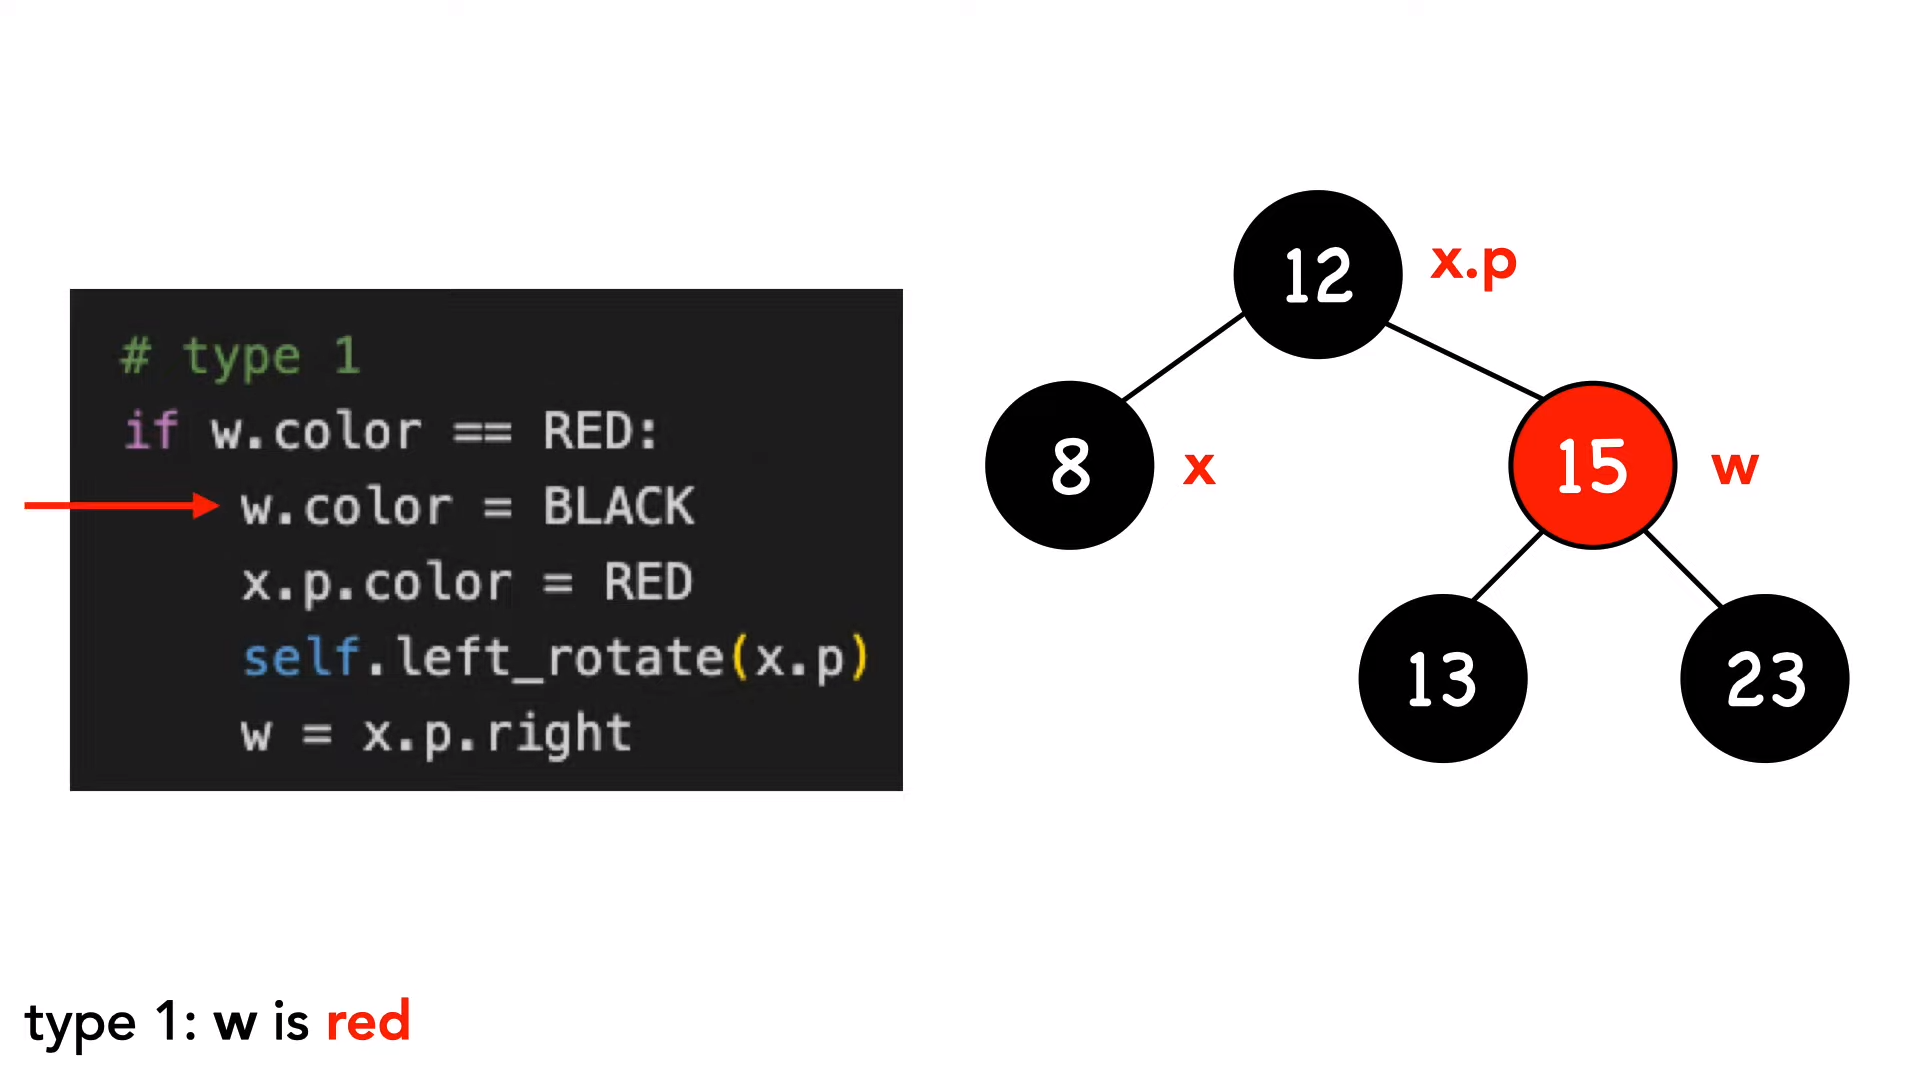 # type 1
if w.color == RED:
w.color = BLACK
x.p.color = RED
self.left_rotate(x.p)
w = x.p.right
12 x.p
8 x 15 w
13 23
type 1: w is red